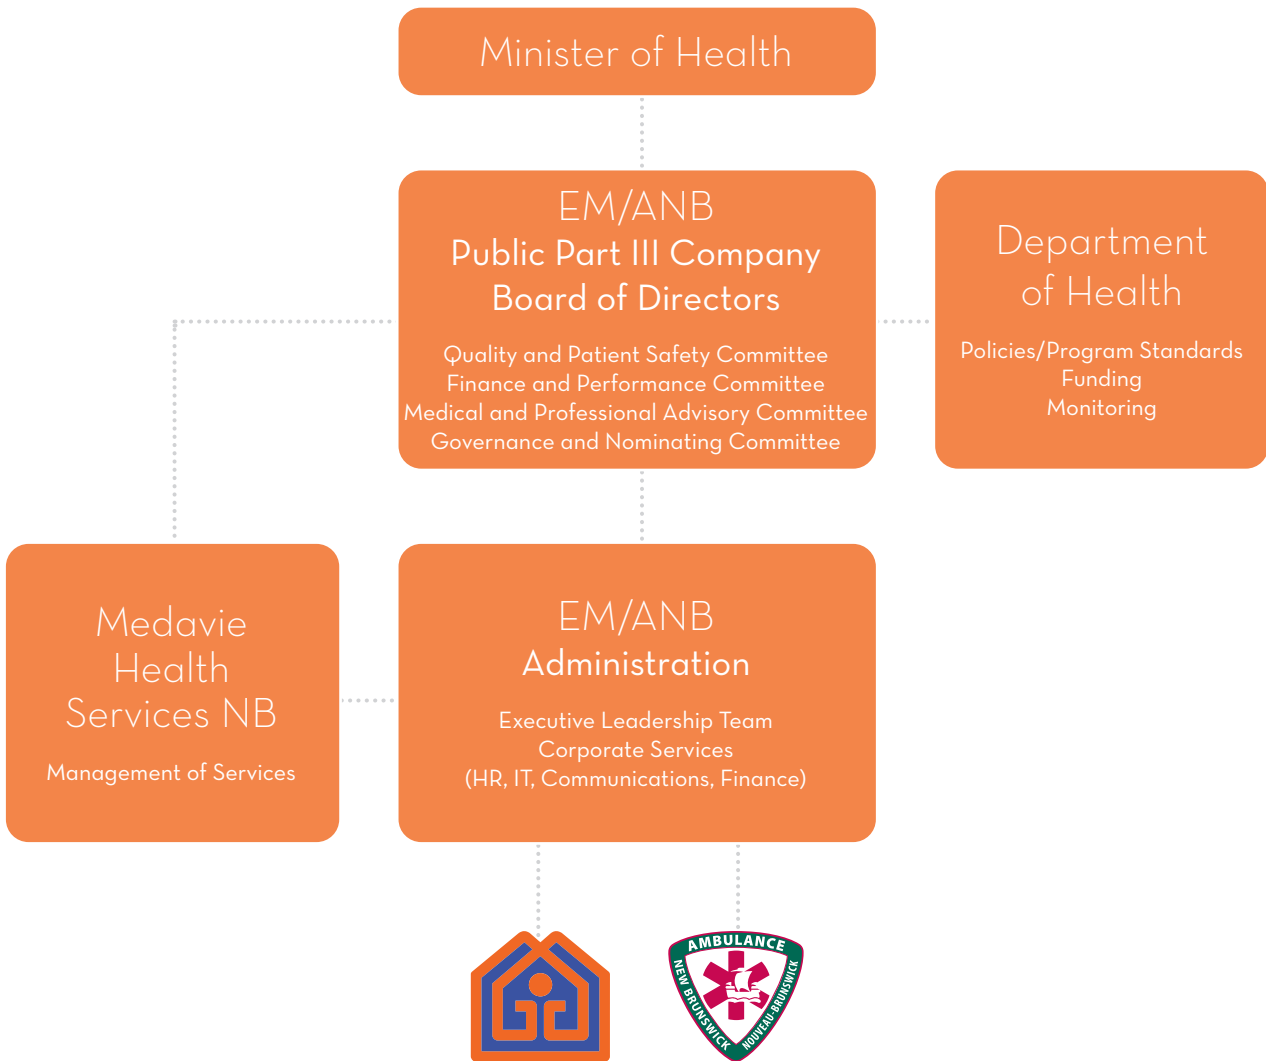 Minister of Health
EM/ANB
Public Part III Company
Board of Directors
Quality and Patient Safety Committee
Finance and Performance Committee
Medical and Professional Advisory Committee
Governance and Nominating Committee
Department
of Health
Policies/Program Standards
Funding
Monitoring
Medavie
Health
Services NB
Management of Services
EM/ANB
Administration
Executive Leadership Team
Corporate Services
(HR, IT, Communications, Finance)
AMBULANCE
NEW BRUNSWICK
NOUVEAU-BRUNSWICK